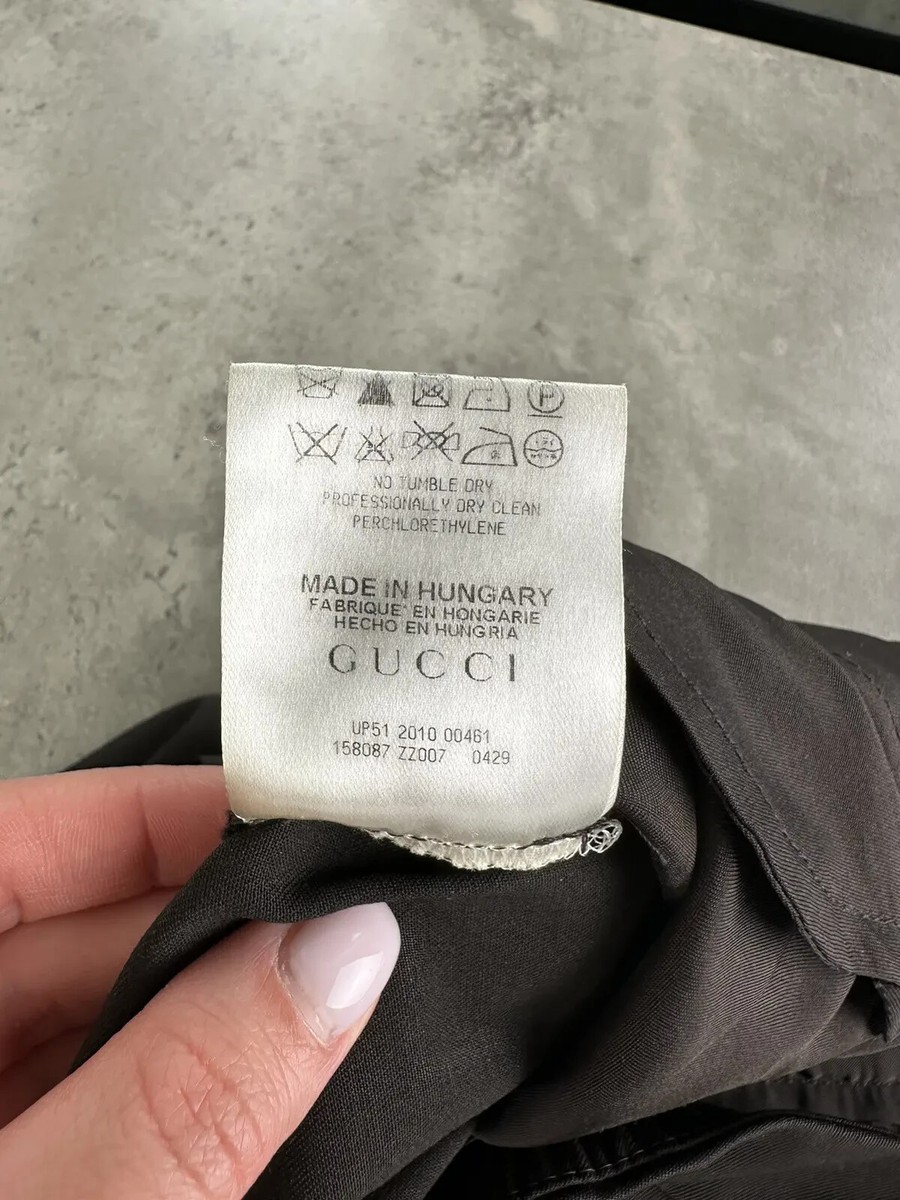 P
NO TUMBLE DRY
PROFESSIONALLY DRY CLEAN
PERCHLORETHYLENE
MADE IN HUNGARY
FABRIQUE' EN HONGARIE
HECHO EN HUNGRIA
GUCCI
UP51 2010 00461
158087 ZZ007 0429